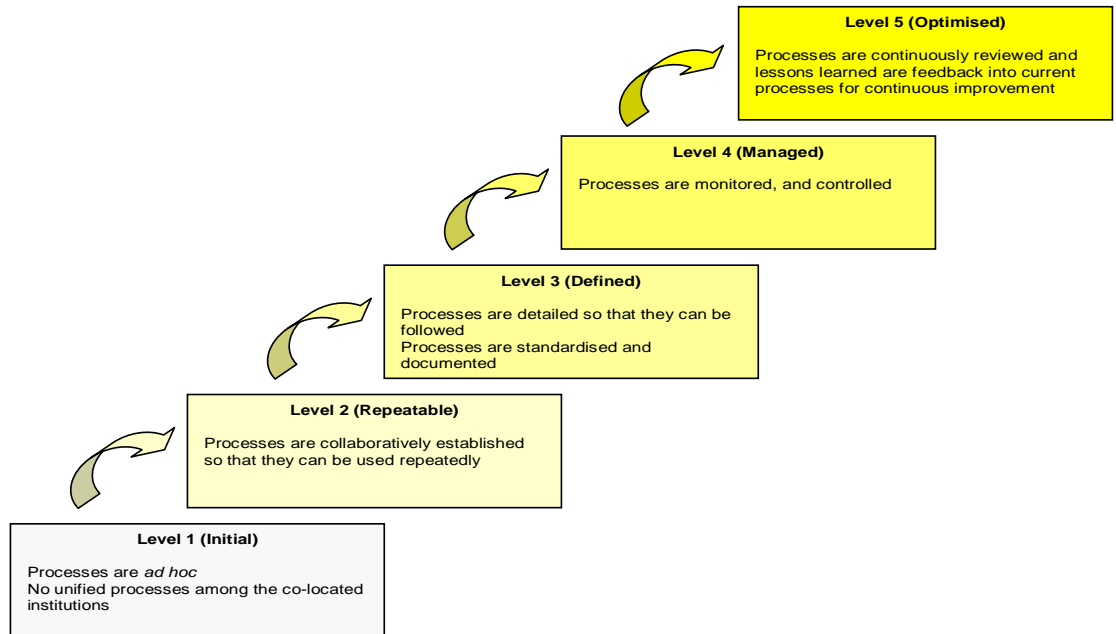 Level 5 (Optimised)
Processes are continuously reviewed and
lessons learned are feedback into current
processes for continuous improvement
Level 4 (Managed)
Processes are monitored, and controlled
Level 3 (Defined)
Processes are detailed so that they can be
followed
Processes are standardised and
documented
Level 2 (Repeatable)
Processes are collaboratively established
so that they can be used repeatedly
Level 1 (Initial)
Processes are ad hoc
No unified processes among the co-located
institutions